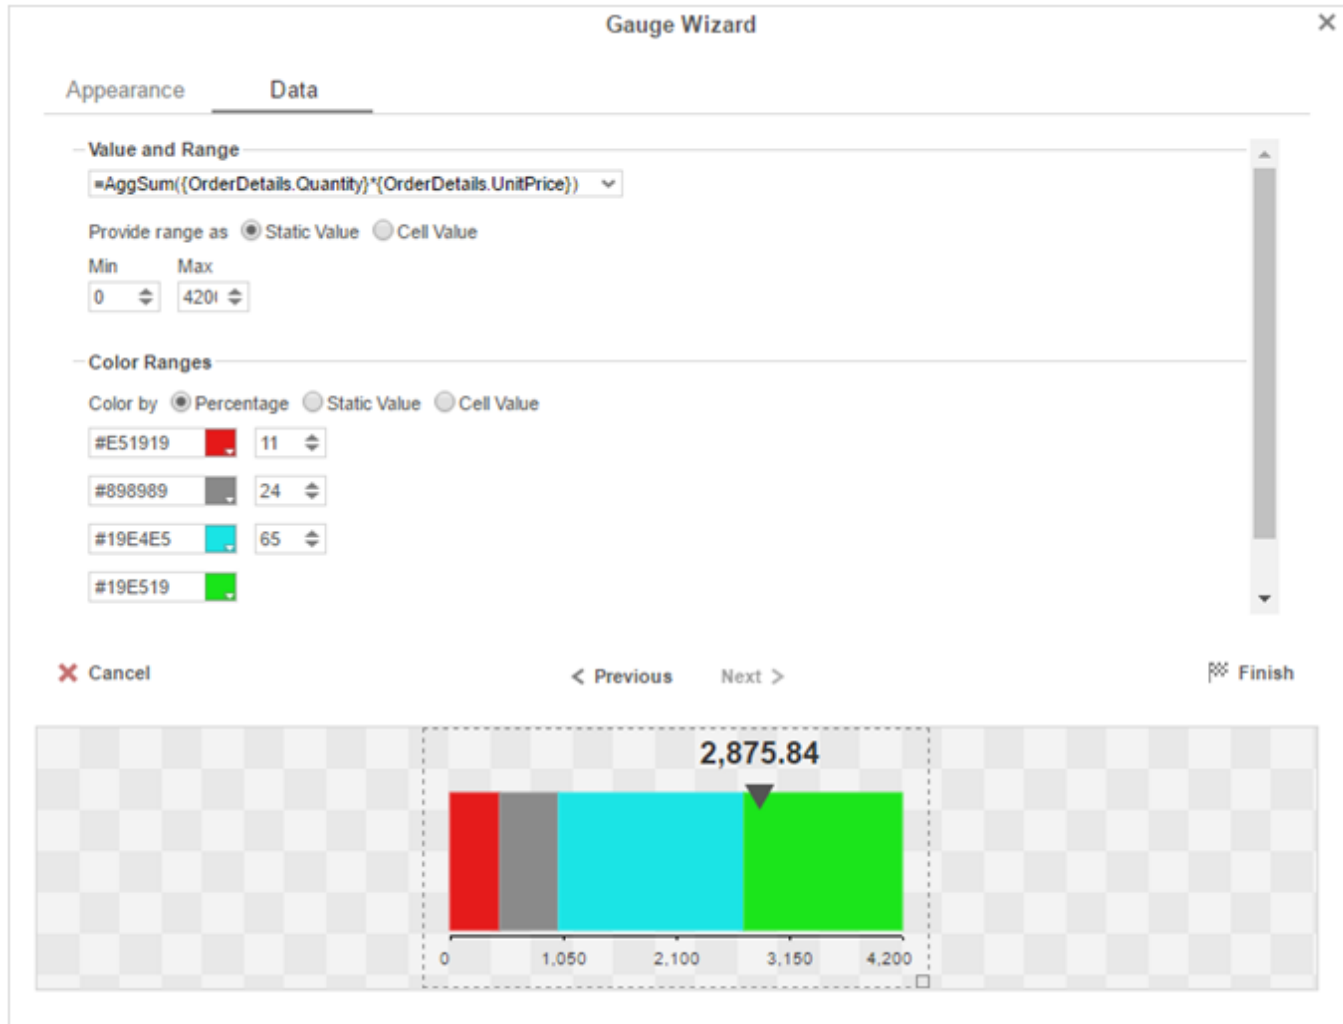 Gauge Wizard
Appearance Data
Value and Range
=AggSum({OrderDetails.Quantity}*{OrderDetails.UnitPrice})
Provide range as Static Value Cell Value
Min Max
0
Color Ranges
Color by Percentage Static Value Cell Value
#E51919 11
#898989 24
#19E4E5 65
#19E519
Cancel < Previous Next > Finish
2,875.84
0 1,050 2,100 3,150 4,200